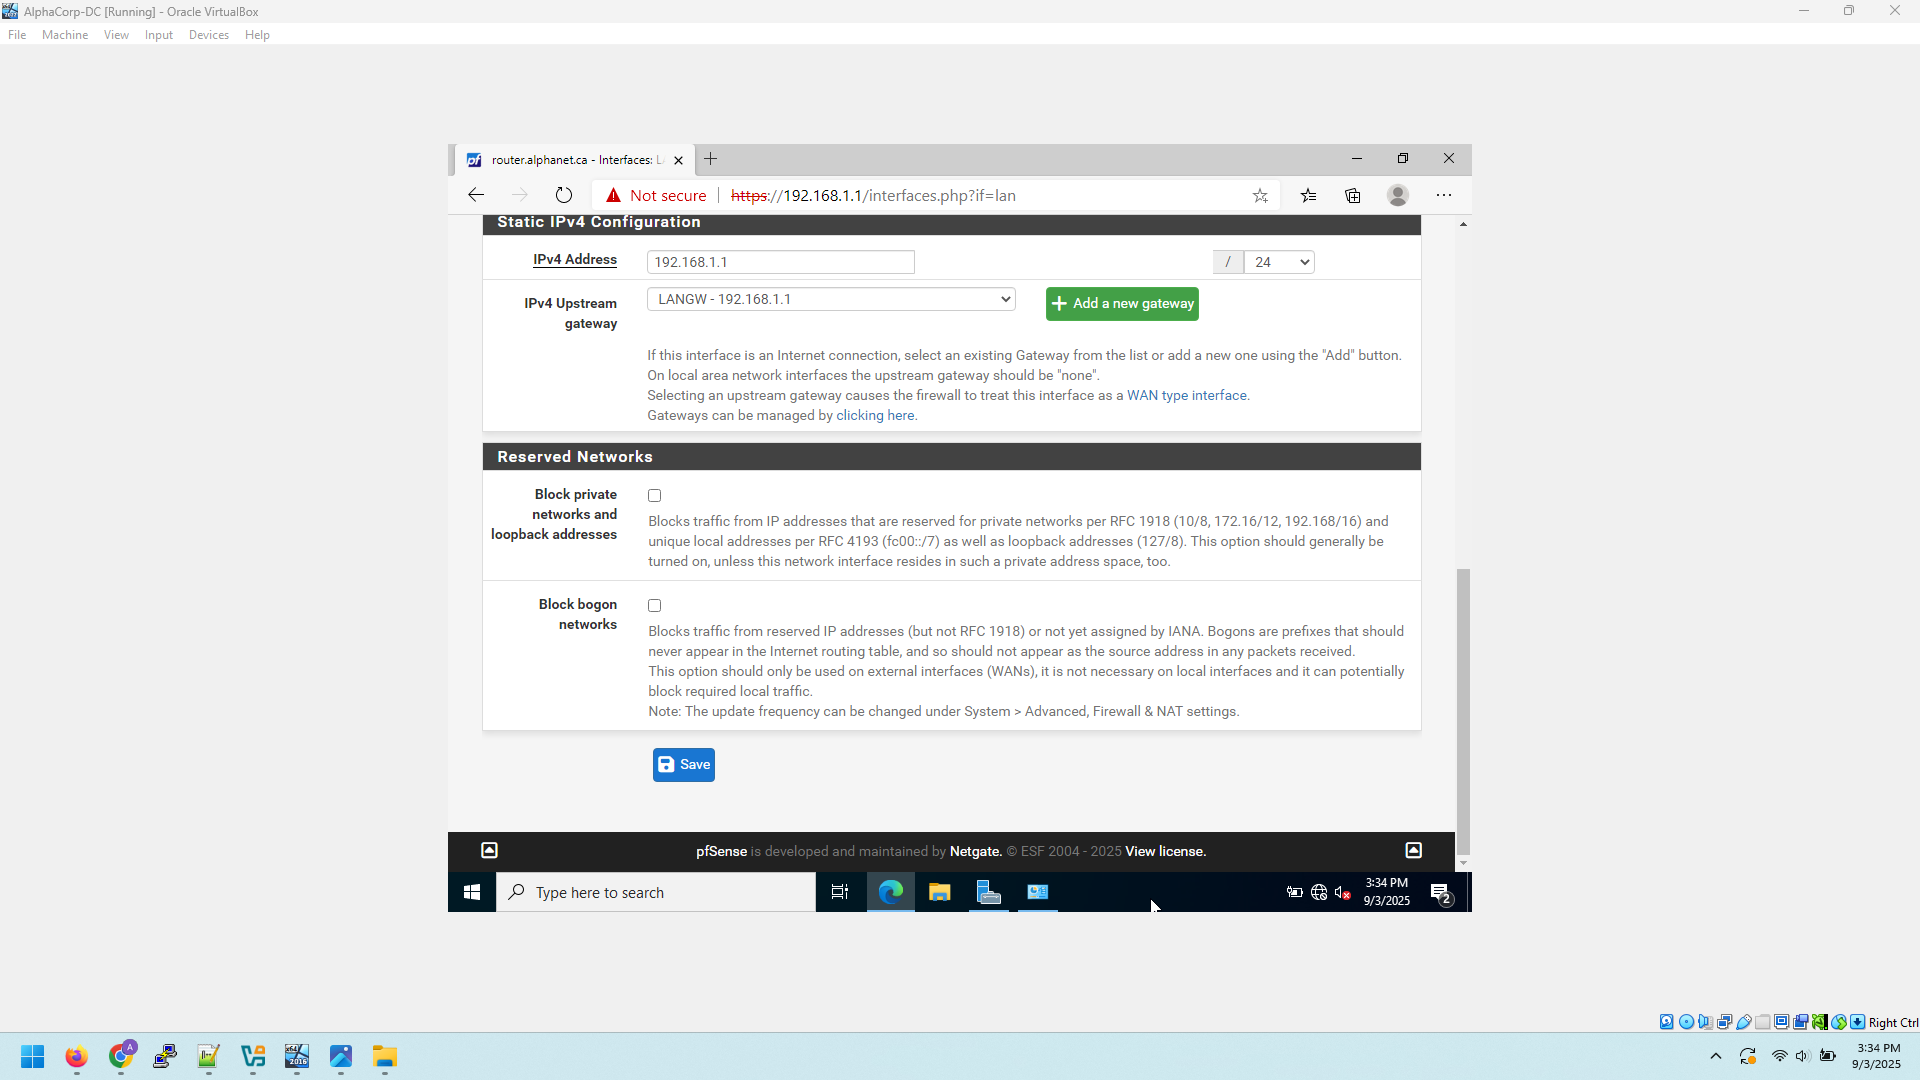 AlphaCorp-DC [Running] - Oracle VirtualBox
File Machine View Input Devices Help
router.alphanet.ca - Interfaces:
Not secure https://192.168.1.1/interfaces.php?if=lan
Static IPv4 Configuration
IPv4 Address 192.168.1.1 / 24
IPv4 Upstream gateway LANGW - 192.168.1.1 Add a new gateway
If this interface is an Internet connection, select an existing Gateway from the list or add a new one using the "Add" button.
On local area network interfaces the upstream gateway should be "none".
Selecting an upstream gateway causes the firewall to treat this interface as a WAN type interface.
Gateways can be managed by clicking here.
Reserved Networks
Block private
networks and
loopback addresses
Blocks traffic from IP addresses that are reserved for private networks per RFC 1918 (10/8, 172.16/12, 192.168/16) and
unique local addresses per RFC 4193 (fc00::/7) as well as loopback addresses (127/8). This option should generally be
turned on, unless this network interface resides in such a private address space, too.
Block bogon
networks
Blocks traffic from reserved IP addresses (but not RFC 1918) or not yet assigned by IANA. Bogons are prefixes that should
never appear in the Internet routing table, and so should not appear as the source address in any packets received.
This option should only be used on external interfaces (WANs), it is not necessary on local interfaces and it can potentially
block required local traffic.
Note: The update frequency can be changed under System > Advanced, Firewall & NAT settings.
Save
pfSense is developed and maintained by Netgate. © ESF 2004 - 2025 View license.
Type here to search
3:34 PM
9/3/2025
2
Right Ctrl
3:34 PM
9/3/2025